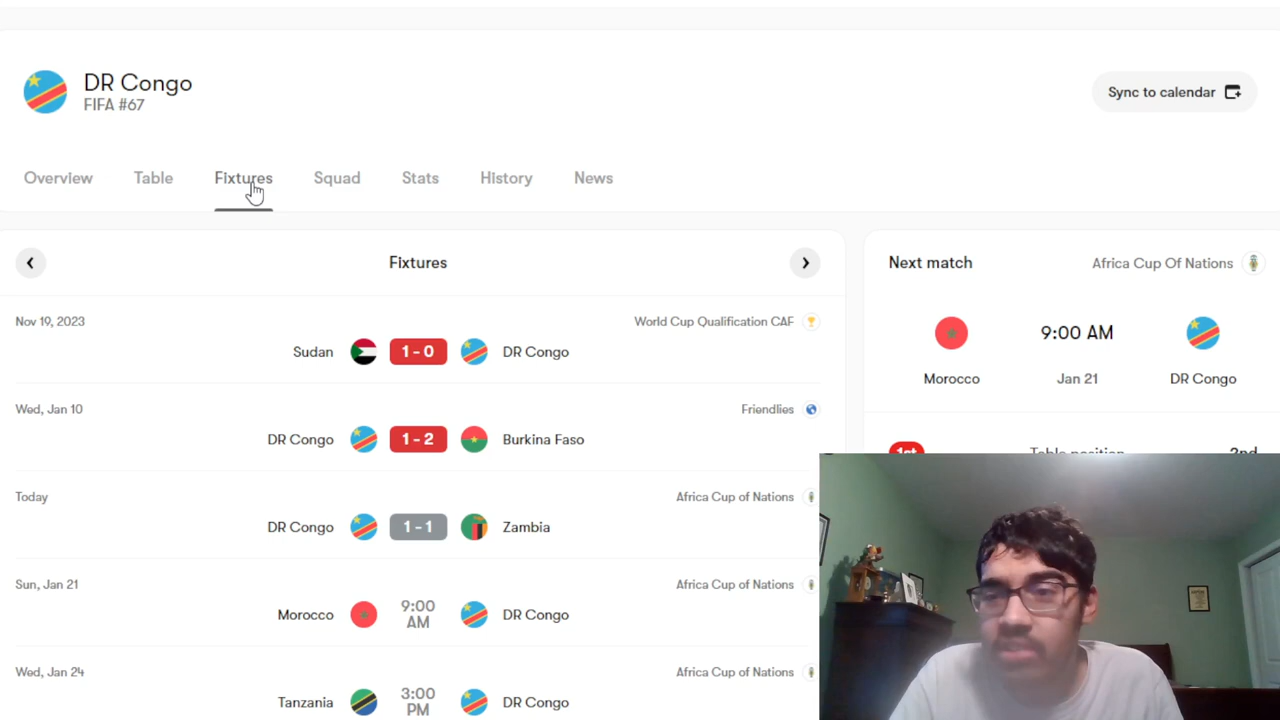 DR Congo
FIFA #67
Sync to calendar
Overview Table Fixtures Squad Stats History News
Fixtures
Nov 19, 2023 World Cup Qualification CAF
Sudan 1 - 0 DR Congo
Wed, Jan 10 Friendlies
DR Congo 1 - 2 Burkina Faso
Today Africa Cup of Nations
DR Congo 1 - 1 Zambia
Sun, Jan 21 Africa Cup of Nations
Morocco 9:00 AM DR Congo
Wed, Jan 24 Africa Cup of Nations
Tanzania 3:00 PM DR Congo
Next match Africa Cup Of Nations
9:00 AM
Morocco Jan 21 DR Congo
1st Table position 2nd